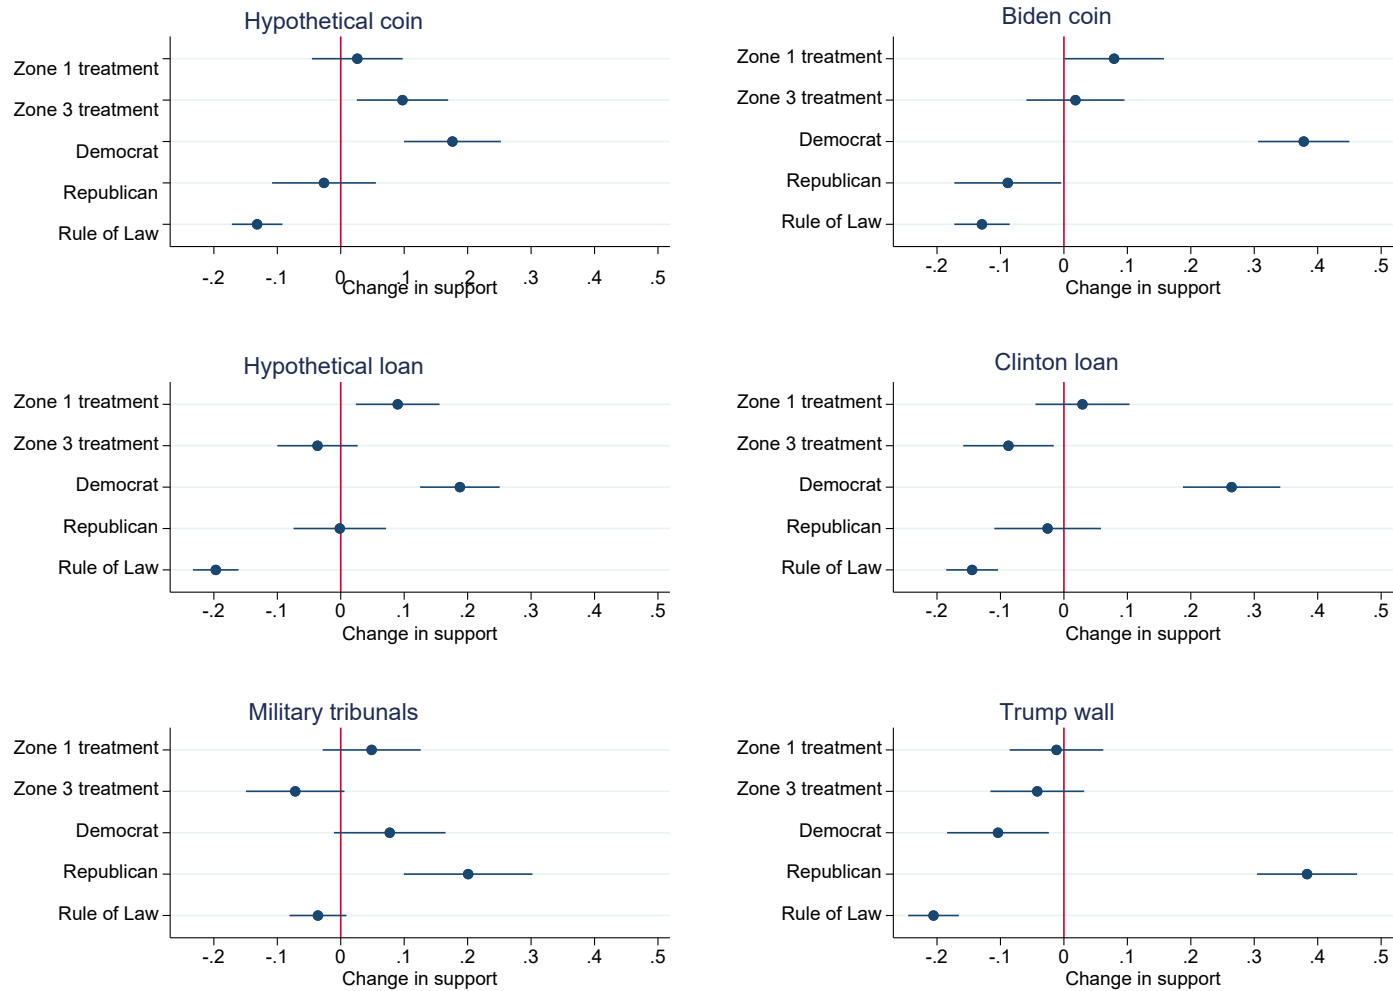 Hypothetical coin
Zone 1 treatment
Zone 3 treatment
Democrat
Republican
Rule of Law
-.2 -.1 0 .1 .2 .3 .4 .5
Change in support
Biden coin
Zone 1 treatment
Zone 3 treatment
Democrat
Republican
Rule of Law
-.2 -.1 0 .1 .2 .3 .4 .5
Change in support
Hypothetical loan
Zone 1 treatment
Zone 3 treatment
Democrat
Republican
Rule of Law
-.2 -.1 0 .1 .2 .3 .4 .5
Change in support
Clinton loan
Zone 1 treatment
Zone 3 treatment
Democrat
Republican
Rule of Law
-.2 -.1 0 .1 .2 .3 .4 .5
Change in support
Military tribunals
Zone 1 treatment
Zone 3 treatment
Democrat
Republican
Rule of Law
-.2 -.1 0 .1 .2 .3 .4 .5
Change in support
Trump wall
Zone 1 treatment
Zone 3 treatment
Democrat
Republican
Rule of Law
-.2 -.1 0 .1 .2 .3 .4 .5
Change in support